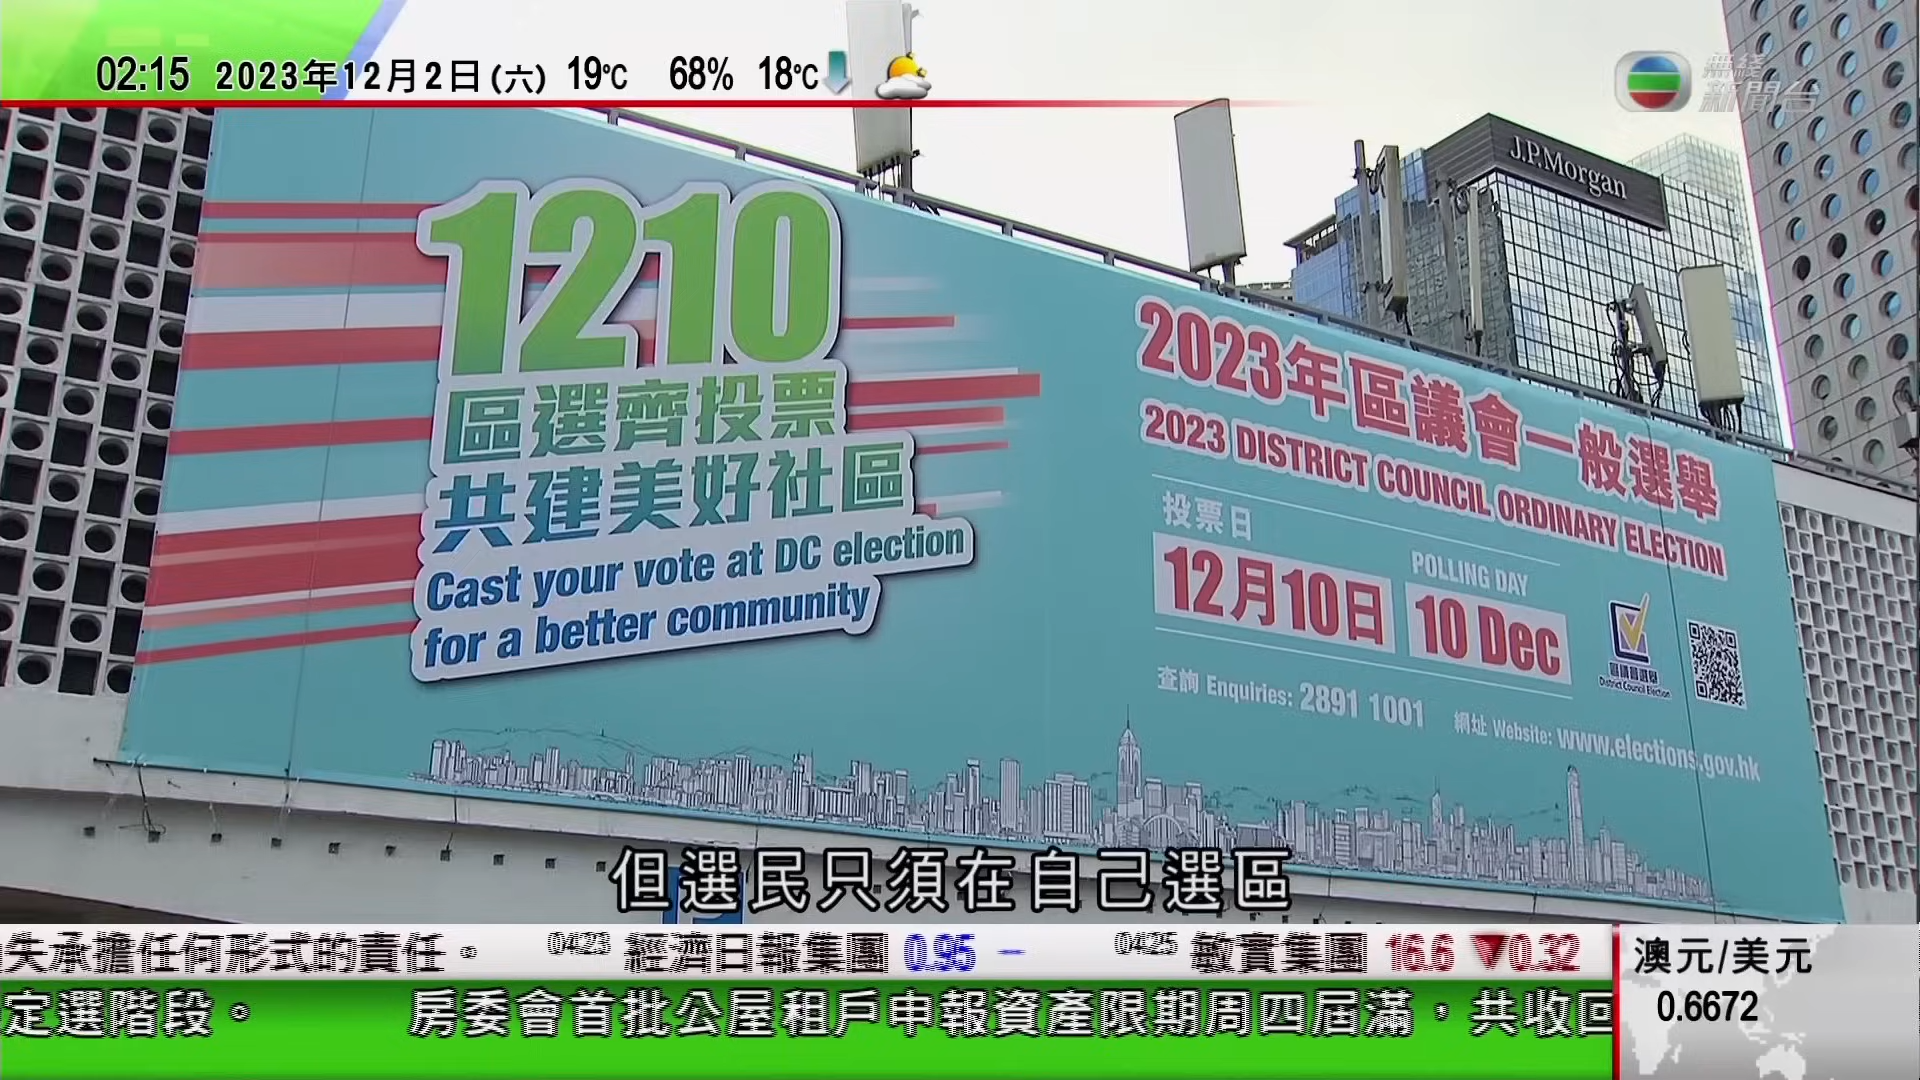 02:15 2023年12月2日(六) 19℃ 68% 18℃
無綫
新聞台
J.P.Morgan
1210
區選齊投票
共建美好社區
Cast your vote at DC election
for a better community
2023年區議會一般選舉
2023 DISTRICT COUNCIL ORDINARY ELECTION
投票日
12月10日
POLLING DAY
10 Dec
區議會選舉
District Council Election
查詢 Enquiries: 2891 1001 網址 Website: www.elections.gov.hk
但選民只須在自己選區
失承擔任何形式的責任。 0423 經濟日報集團 0.95 － 0425 敏實集團 16.6 ▼0.32
定選階段。 房委會首批公屋租戶申報資產限期周四屆滿，共收回
澳元/美元
0.6672